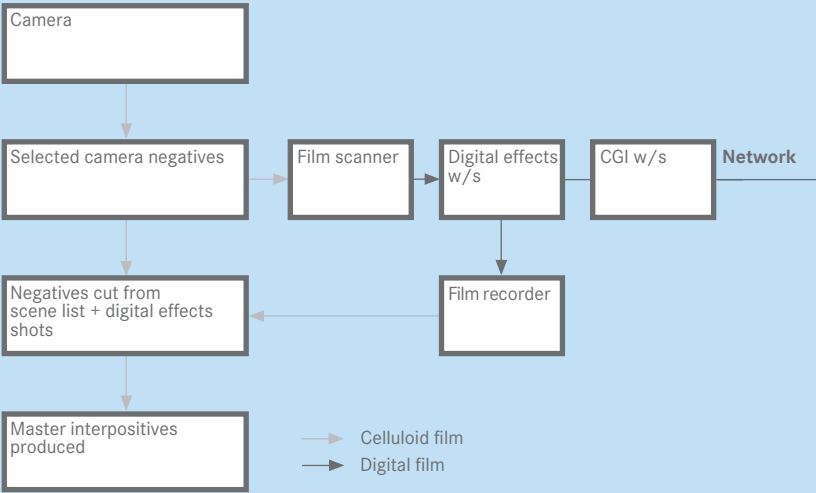 Camera
Selected camera negatives
Film scanner
Digital effects
w/s
CGI w/s
Network
Negatives cut from
scene list + digital effects
shots
Film recorder
Master interpositives
produced
Celluloid film
Digital film